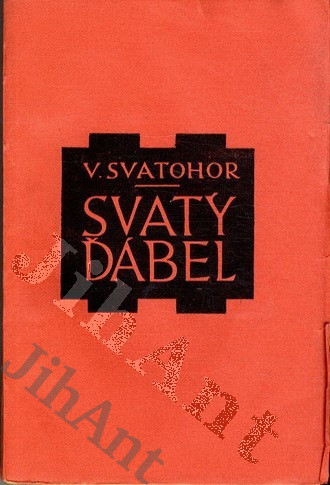 V. SVATOHOR
SVATÝ
ĎÁBEL
JihAnt
JihAnt